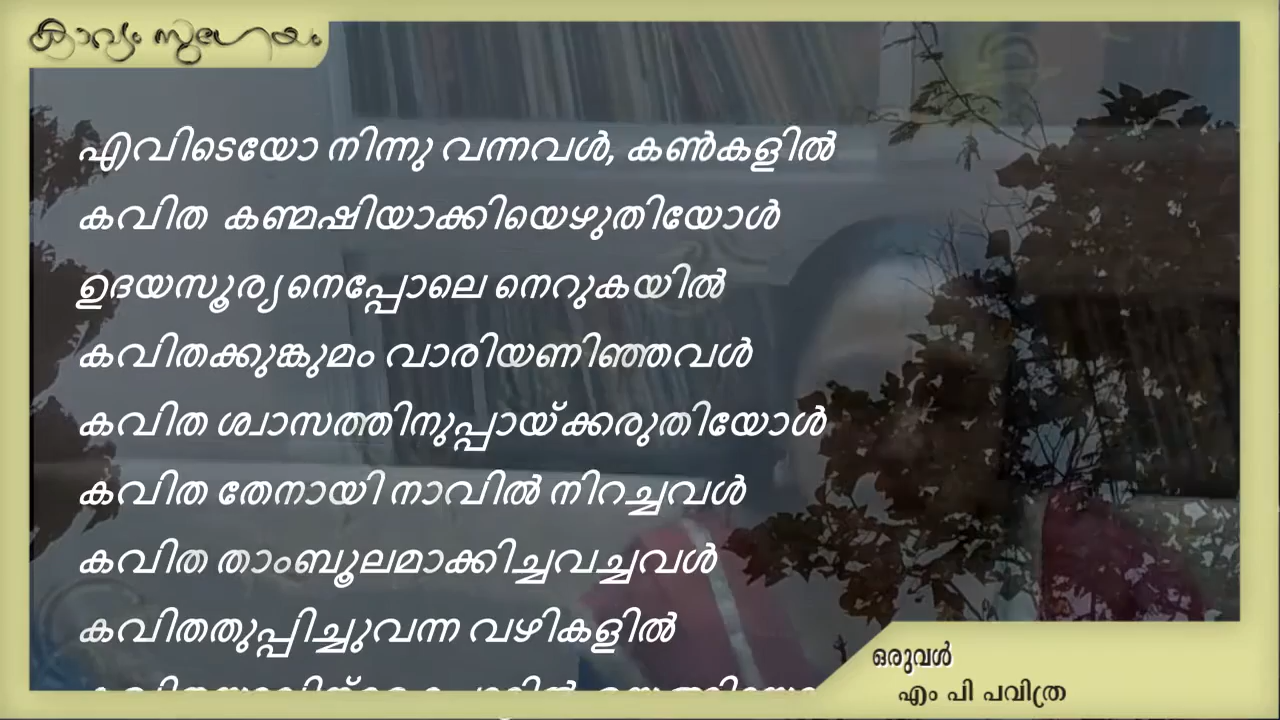 കാവ്യം സുഗേയം
എവിടെയോ നിന്നു വന്നവൾ, കൺകളിൽ
കവിത കണ്മഷിയാക്കിയെഴുതിയോൾ
ഉദയസൂര്യനെപ്പോലെ നെറുകയിൽ
കവിതക്കുങ്കുമം വാരിയണിഞ്ഞവൾ
കവിത ശ്വാസത്തിനുപ്പായ്ക്കരുതിയോൾ
കവിത തേനായി നാവിൽ നിറച്ചവൾ
കവിത താംബൂലമാക്കിച്ചവച്ചവൾ
കവിതതുപ്പിച്ചുവന്ന വഴികളിൽ
ഒരുവൾ
എം പി പവിത്ര